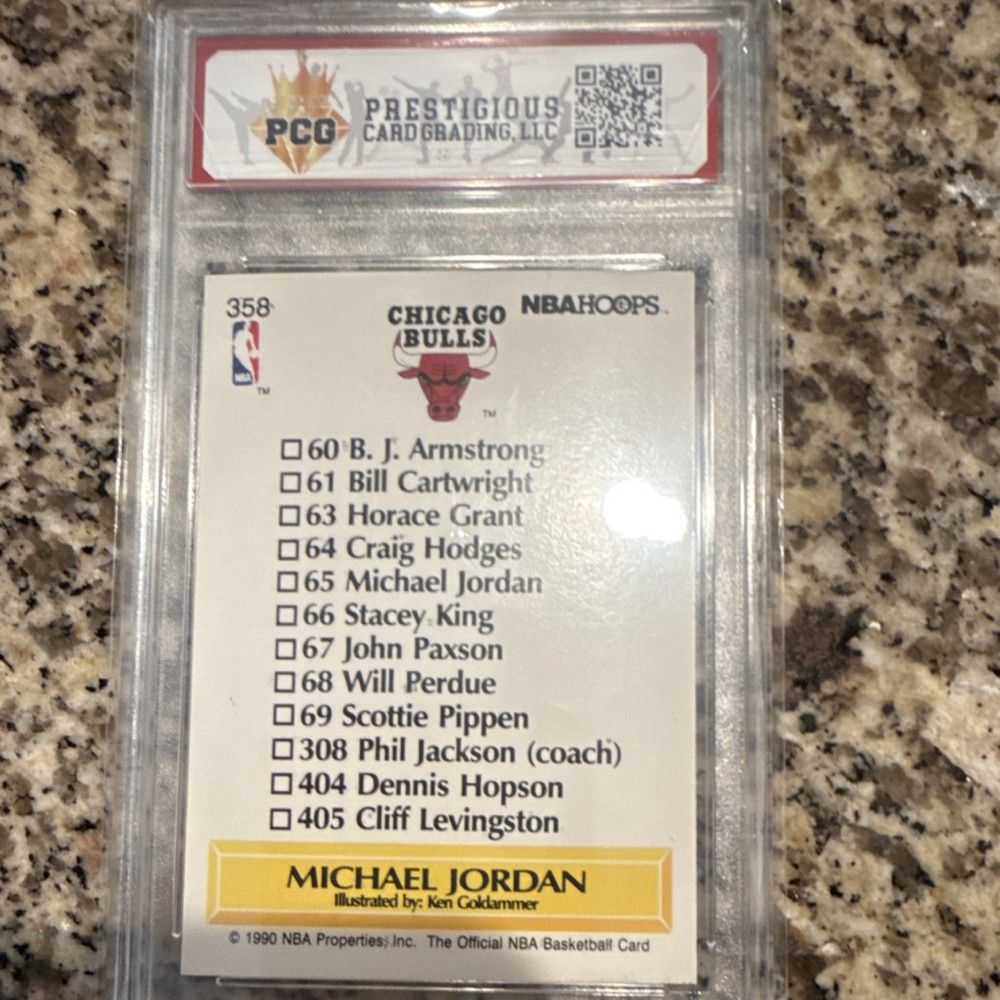 PCG
PRESTIGIOUS
CARD GRADING, LLC
358
NBA
TM
CHICAGO
BULLS
TM
NBAHOOPS
☐ 60 B. J. Armstrong
☐ 61 Bill Cartwright
☐ 63 Horace Grant
☐ 64 Craig Hodges
☐ 65 Michael Jordan
☐ 66 Stacey King
☐ 67 John Paxson
☐ 68 Will Perdue
☐ 69 Scottie Pippen
☐ 308 Phil Jackson (coach)
☐ 404 Dennis Hopson
☐ 405 Cliff Levingston
MICHAEL JORDAN
Illustrated by: Ken Goldammer
© 1990 NBA Properties, Inc. The Official NBA Basketball Card